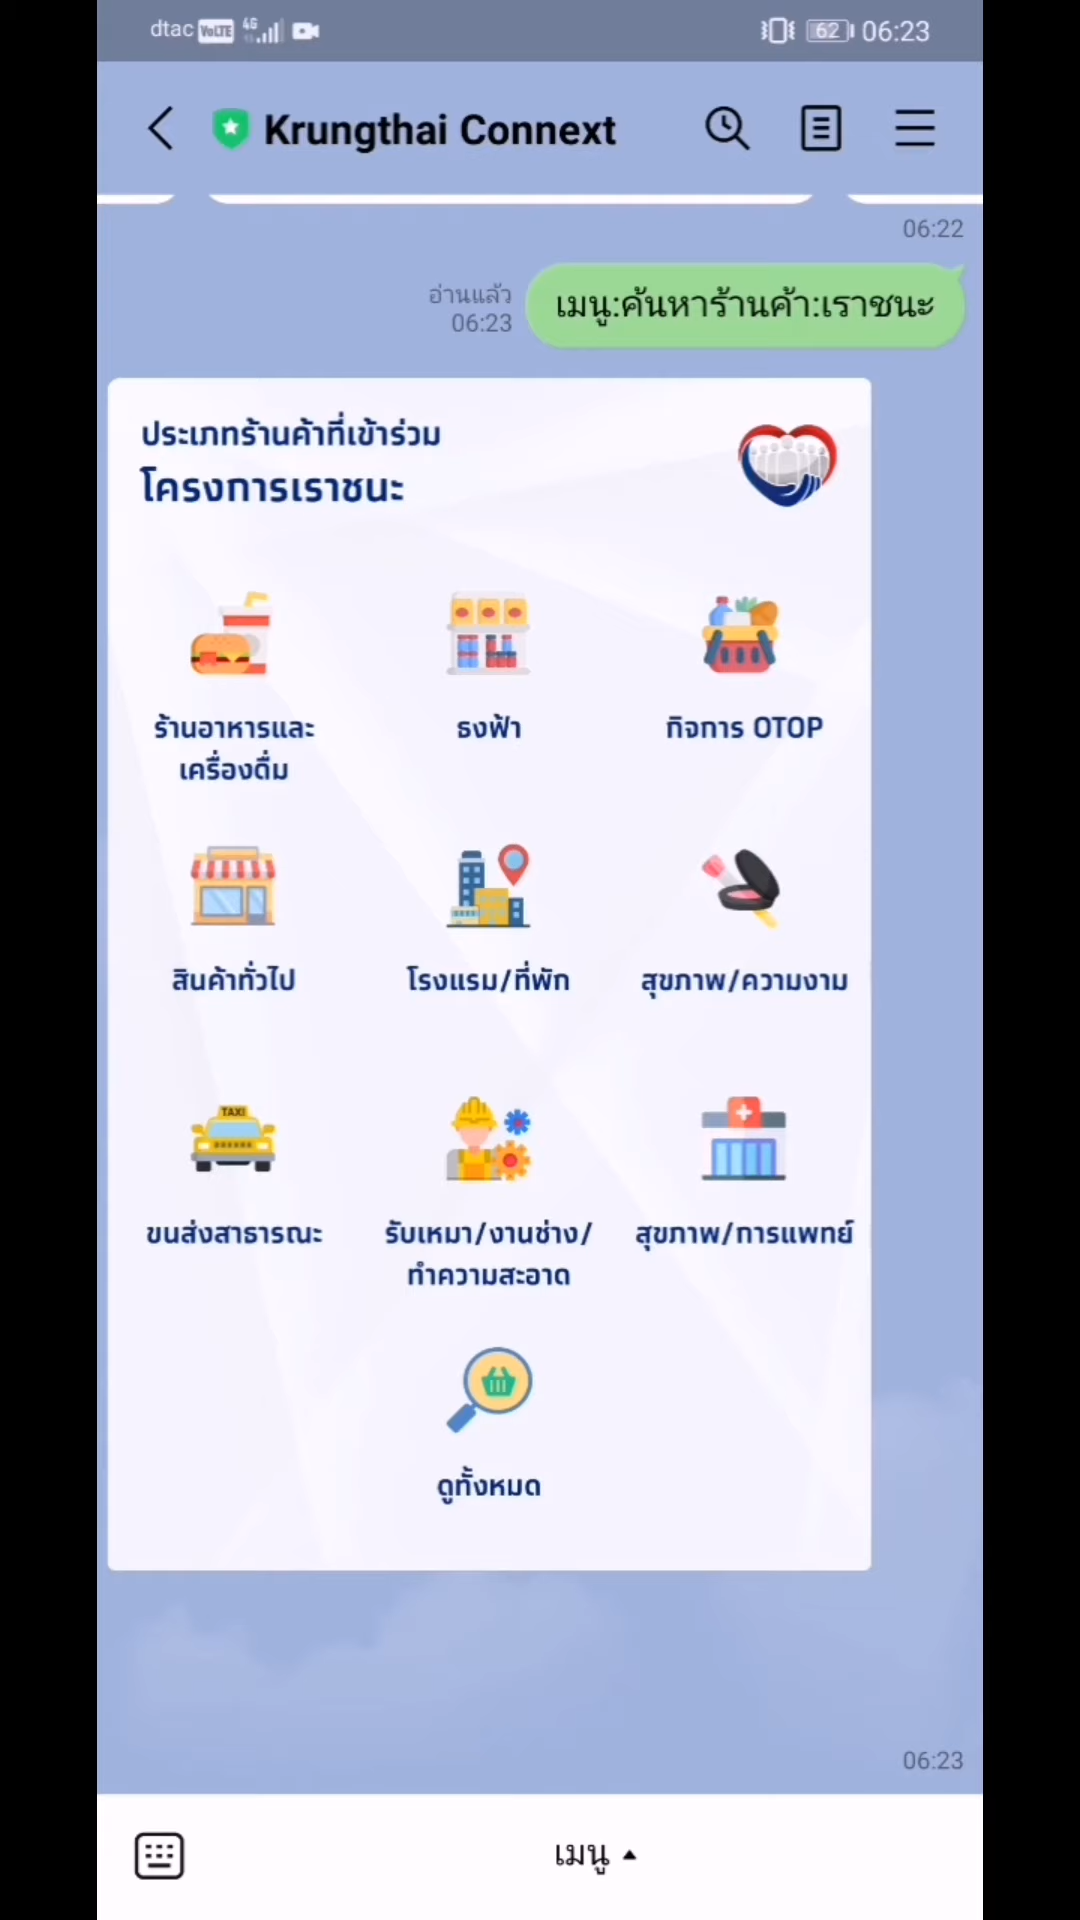 dtac VoLTE 4G 62 06:23
Krungthai Connext
06:22
อ่านแล้ว
06:23
เมนู:ค้นหาร้านค้า:เราชนะ
ประเภทร้านค้าที่เข้าร่วม
โครงการเราชนะ
ร้านอาหารและ
เครื่องดื่ม
ธงฟ้า
กิจการ OTOP
สินค้าทั่วไป
โรงแรม/ที่พัก
สุขภาพ/ความงาม
TAXI
ขนส่งสาธารณะ
รับเหมา/งานช่าง/
ทำความสะอาด
สุขภาพ/การแพทย์
ดูทั้งหมด
06:23
เมนู